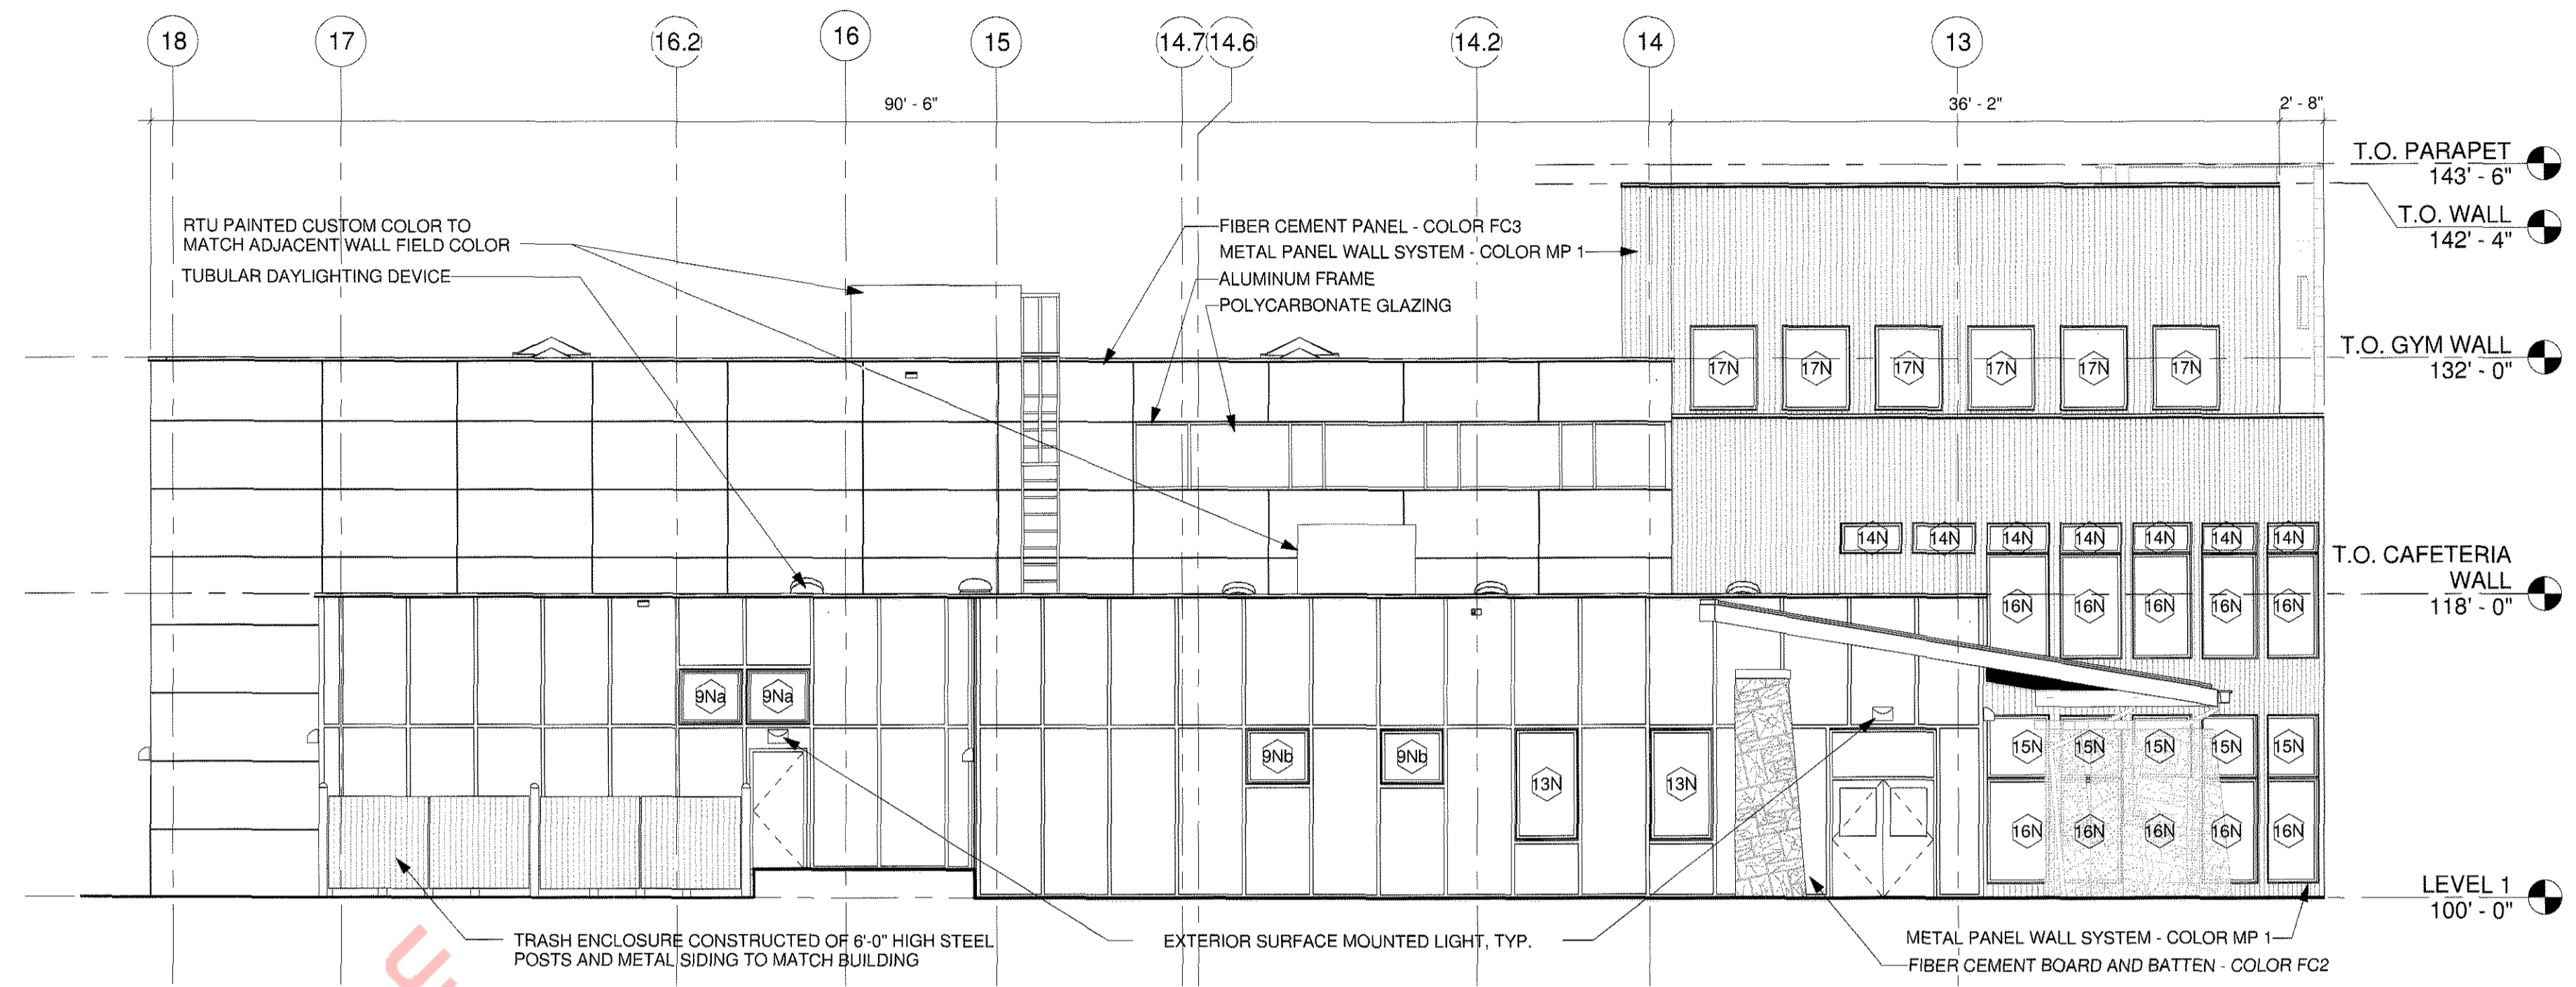 18 17 16.2 16 15 14.7 14.6 14.2 14 13
90' - 6" 36' - 2" 2' - 8"
T.O. PARAPET
143' - 6"
T.O. WALL
142' - 4"
RTU PAINTED CUSTOM COLOR TO
MATCH ADJACENT WALL FIELD COLOR
TUBULAR DAYLIGHTING DEVICE
FIBER CEMENT PANEL - COLOR FC3
METAL PANEL WALL SYSTEM - COLOR MP 1
ALUMINUM FRAME
POLYCARBONATE GLAZING
T.O. GYM WALL
132' - 0"
17N 17N 17N 17N 17N 17N
14N 14N 14N 14N 14N 14N 14N
T.O. CAFETERIA
WALL
118' - 0"
16N 16N 16N 16N 16N
9Na 9Na
9Nb 9Nb
15N 15N 15N 15N 15N
13N 13N
16N 16N 16N 16N 16N
LEVEL 1
100' - 0"
TRASH ENCLOSURE CONSTRUCTED OF 6'-0" HIGH STEEL
POSTS AND METAL SIDING TO MATCH BUILDING
EXTERIOR SURFACE MOUNTED LIGHT, TYP.
METAL PANEL WALL SYSTEM - COLOR MP 1
FIBER CEMENT BOARD AND BATTEN - COLOR FC2